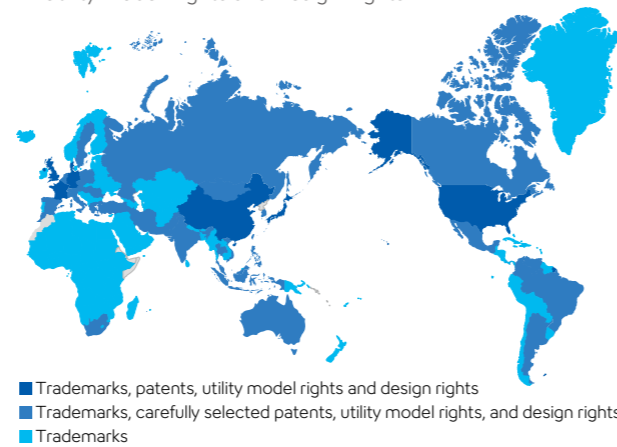 Trademarks, patents, utility model rights and design rights
Trademarks, carefully selected patents, utility model rights, and design rights
Trademarks